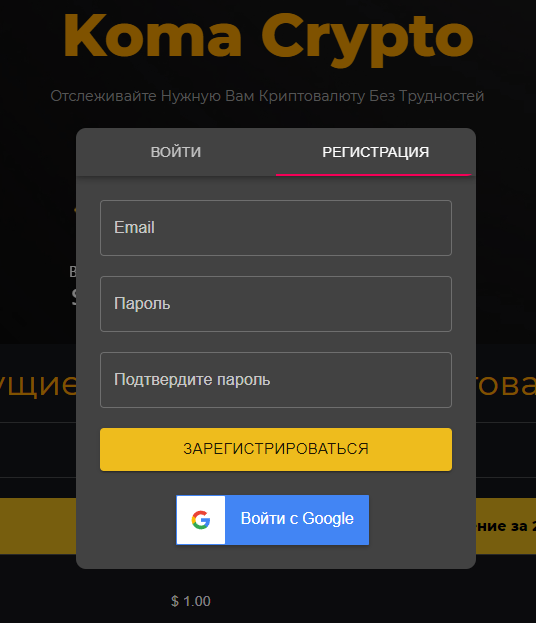 Koma Crypto
Отслеживайте Нужную Вам Криптовалюту Без Трудностей
ВОЙТИ
РЕГИСТРАЦИЯ
Email
Пароль
Подтвердите пароль
ЗАРЕГИСТРИРОВАТЬСЯ
Войти с Google
$ 1.00